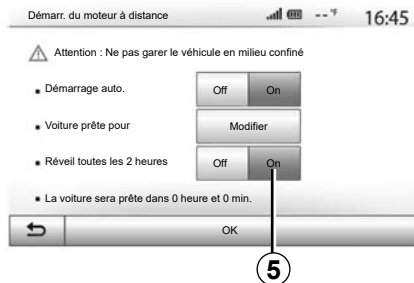 Démarr. du moteur à distance
-- °F
16:45
Attention : Ne pas garer le véhicule en milieu confiné
Démarrage auto.
Off
On
Voiture prête pour
Modifier
Réveil toutes les 2 heures
Off
On
La voiture sera prête dans 0 heure et 0 min.
OK
5